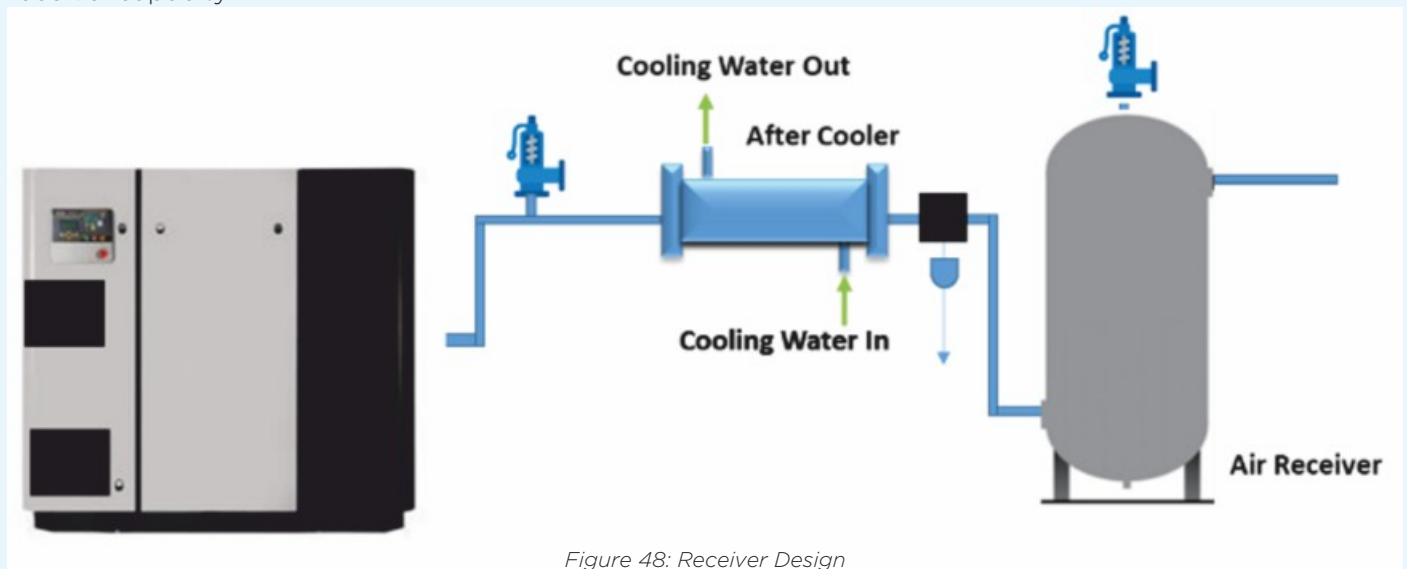 Cooling Water Out
After Cooler
Cooling Water In
Air Receiver
Figure 48: Receiver Design